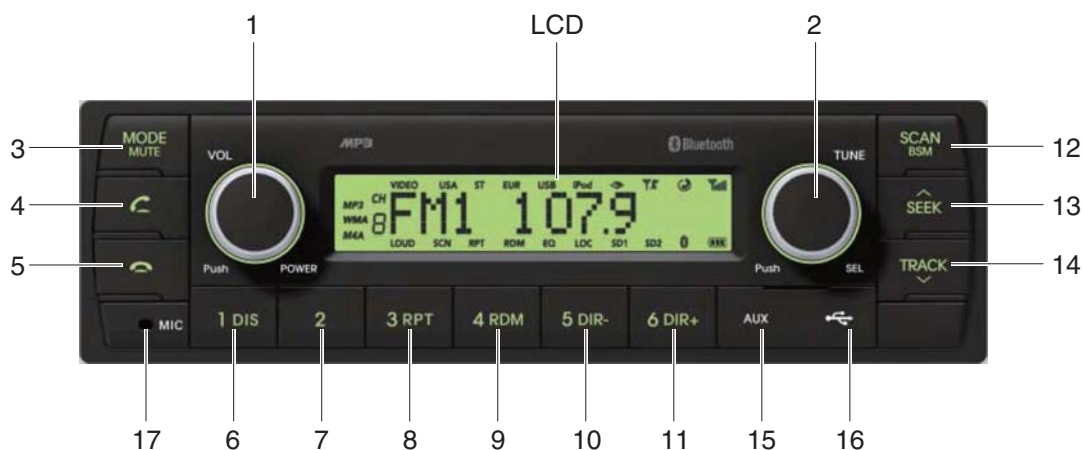 1 LCD 2
3 MODE MUTE VOL MP3 Bluetooth TUNE SCAN BSM 12
VIDEO USA ST EUR USB iPod
4 MP3 CH FM1 107.9 SEEK 13
WMA 8
M4A
LOUD SCN RPT RDM EQ LOC SD1 SD2
5 Push POWER Push SEL TRACK 14
MIC 1 DIS 2 3 RPT 4 RDM 5 DIR- 6 DIR+ AUX
17 6 7 8 9 10 11 15 16